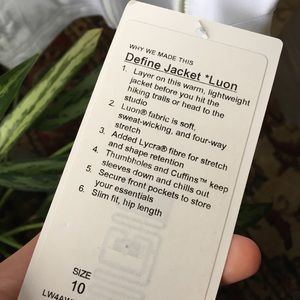 WHY WE MADE THIS
Define Jacket *Luon
1. Layer on this warm, lightweight
jacket before you hit the
hiking trails or head to the
studio
2. Luon® fabric is soft,
sweat-wicking, and four-way
stretch
3. Added Lycra® fibre for stretch
and shape retention
4. Thumbholes and Cuffins™ keep
sleeves down and chills out
5. Secure front pockets to store
your essentials
6. Slim fit, hip length
SIZE
10